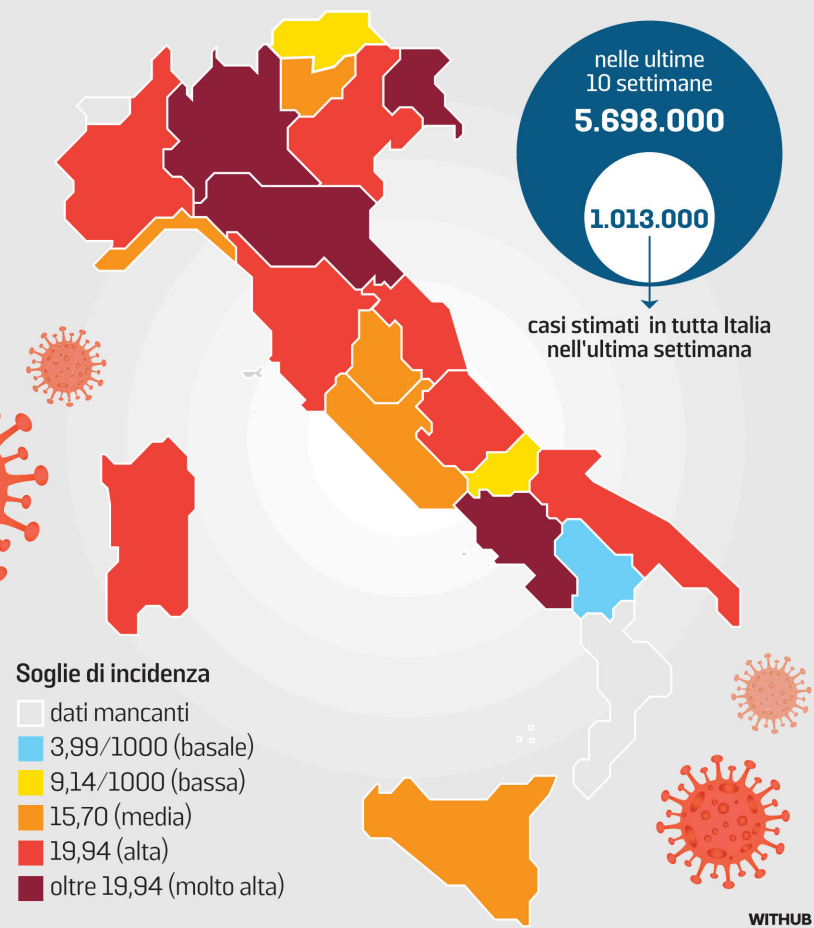 nelle ultime
10 settimane
5.698.000
1.013.000
casi stimati in tutta Italia
nell'ultima settimana
Soglie di incidenza
dati mancanti
3,99/1000 (basale)
9,14/1000 (bassa)
15,70 (media)
19,94 (alta)
oltre 19,94 (molto alta)
WITHUB